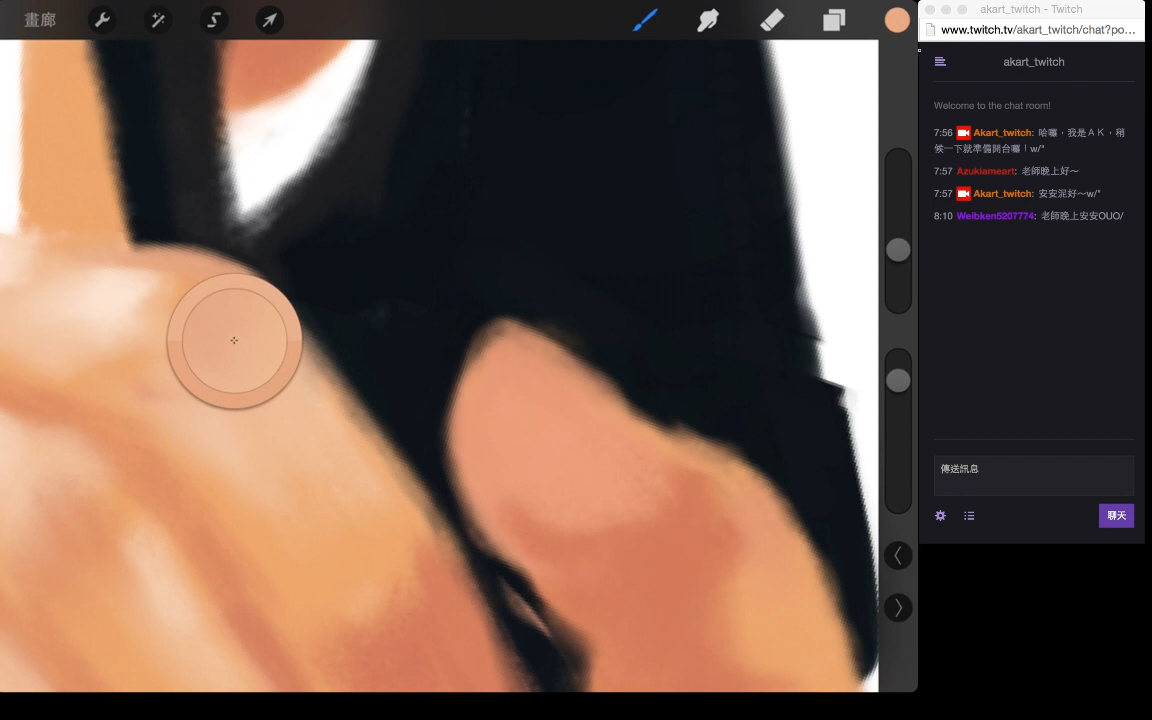 畫廊
akart_twitch - Twitch
www.twitch.tv/akart_twitch/chat?po...
akart_twitch
Welcome to the chat room!
7:56 Akart_twitch: 哈囉，我是ＡＫ，稍
候一下就準備開台囉！w/"
7:57 Azukiameart: 老師晚上好～
7:57 Akart_twitch: 安安泥好～w/"
8:10 Weibken5207774: 老師晚上安安OUO/
傳送訊息
聊天